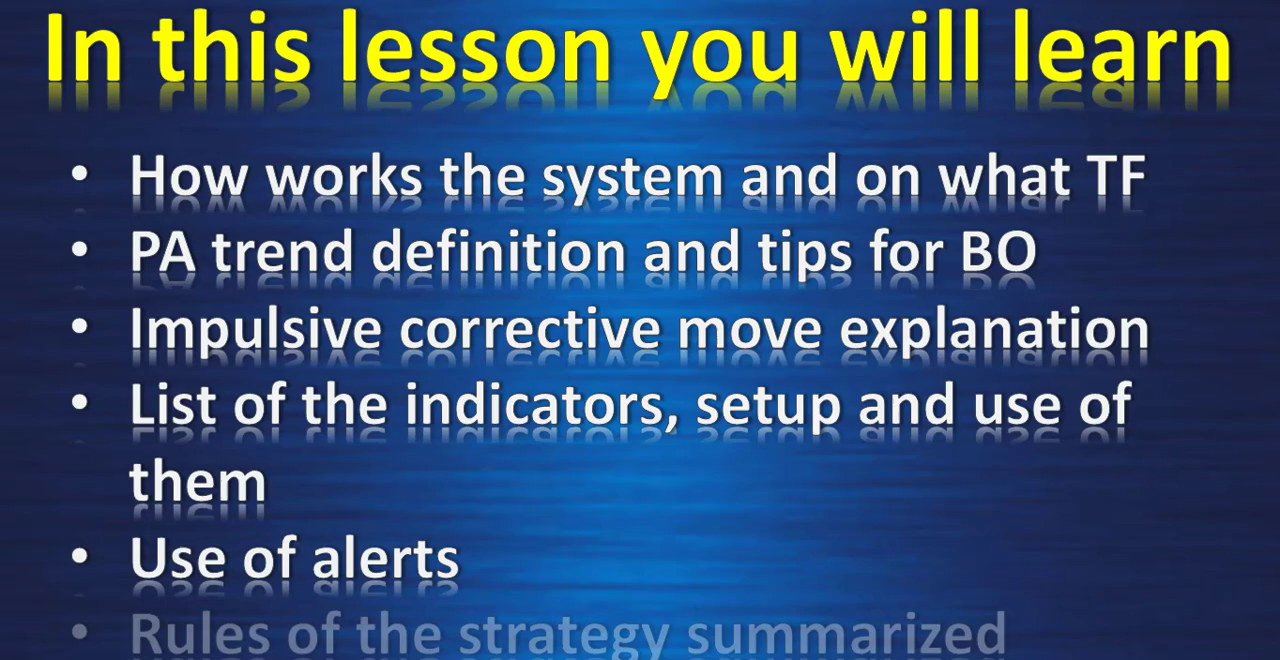 In this lesson you will learn
• How works the system and on what TF
• PA trend definition and tips for BO
• Impulsive corrective move explanation
• List of the indicators, setup and use of
them
• Use of alerts
• Rules of the strategy summarized